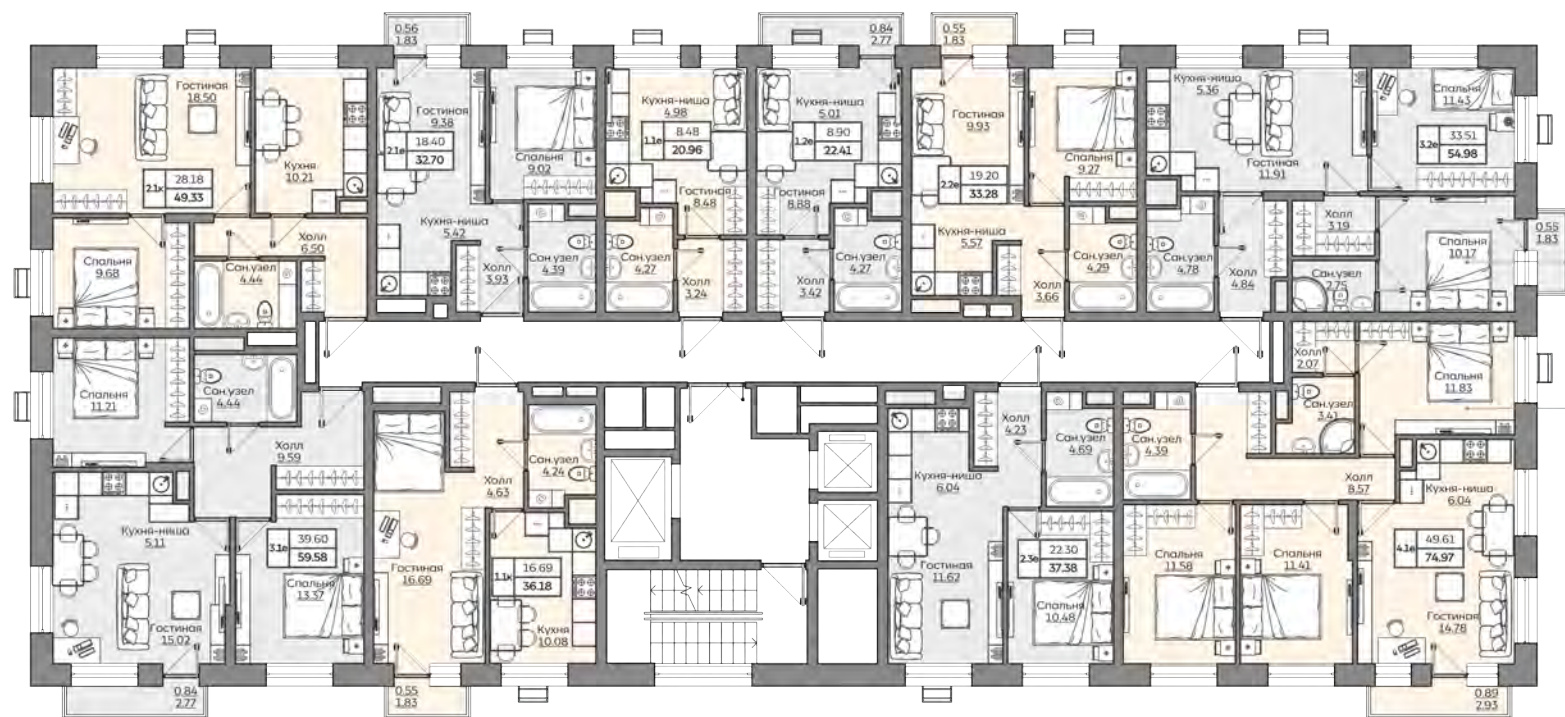 0.56
1.83
0.84
2.77
0.55
1.83
Гостиная
18.50
28.18
2.1к
49.33
Кухня
10.21
Гостиная
9.38
18.40
2.1е
32.70
Кухня-ниша
5.42
Спальня
9.02
Кухня-ниша
4.98
8.48
1.1е
20.96
Гостиная
8.48
Кухня-ниша
5.01
8.90
1.2е
22.41
Гостиная
8.88
Гостиная
9.93
19.20
2.2е
33.28
Кухня-ниша
5.57
Спальня
9.27
Кухня-ниша
5.36
Гостиная
11.91
Спальня
11.43
33.51
3.2е
54.98
Спальня
9.68
Холл
6.50
Сан.узел
4.44
Холл
3.93
Сан.узел
4.39
Сан.узел
4.27
Холл
3.24
Холл
3.42
Сан.узел
4.27
Холл
3.66
Сан.узел
4.29
Сан.узел
4.78
Холл
4.84
Холл
3.19
Сан.узел
2.75
Спальня
10.17
0.55
1.83
Спальня
11.21
Сан.узел
4.44
Холл
9.59
Кухня-ниша
5.11
Гостиная
15.02
39.60
3.1е
59.58
Спальня
13.37
0.84
2.77
Гостиная
16.69
Холл
4.63
Сан.узел
4.24
16.69
1.1к
36.18
Кухня
10.08
0.55
1.83
Холл
4.23
Сан.узел
4.69
Кухня-ниша
6.04
Гостиная
11.62
22.30
2.3е
37.38
Спальня
10.48
Сан.узел
4.39
Холл
8.57
Спальня
11.58
Спальня
11.41
Холл
2.07
Спальня
11.83
Сан.узел
3.41
Кухня-ниша
6.04
49.61
4.1е
74.97
Гостиная
14.78
0.89
2.93